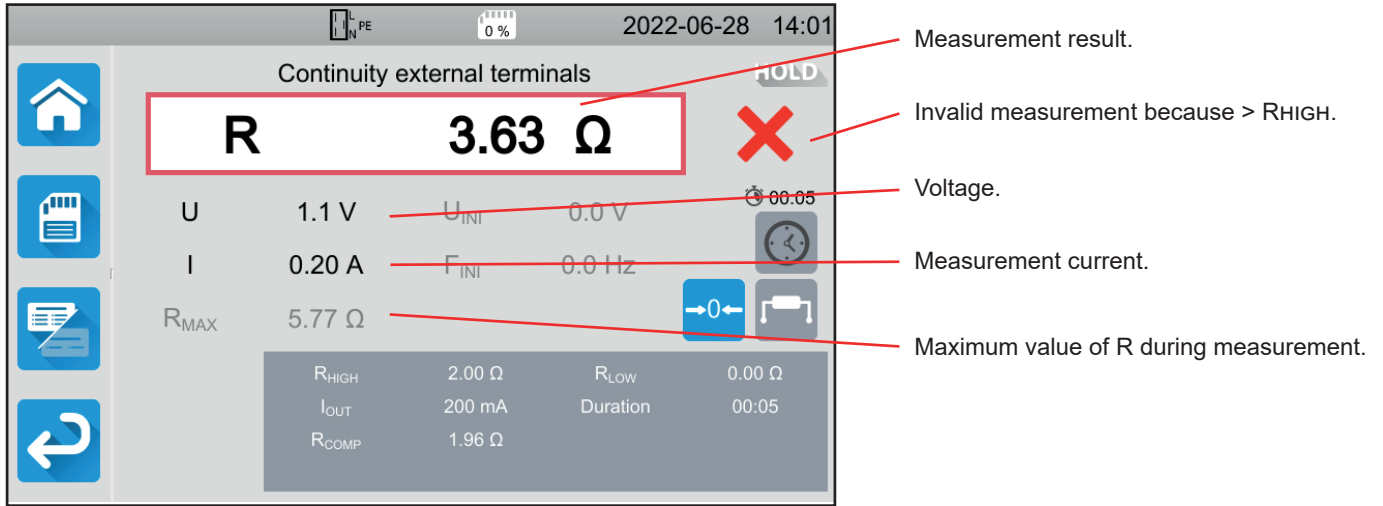 L
N PE
0 %
2022-06-28 14:01
Measurement result.
Continuity external terminals
HOLD
R 3.63 Ω
Invalid measurement because > RHIGH.
00:05
Voltage.
U 1.1 V UINI 0.0 V
I 0.20 A FINI 0.0 Hz
Measurement current.
→0←
RMAX 5.77 Ω
Maximum value of R during measurement.
RHIGH 2.00 Ω RLOW 0.00 Ω
IOUT 200 mA Duration 00:05
RCOMP 1.96 Ω